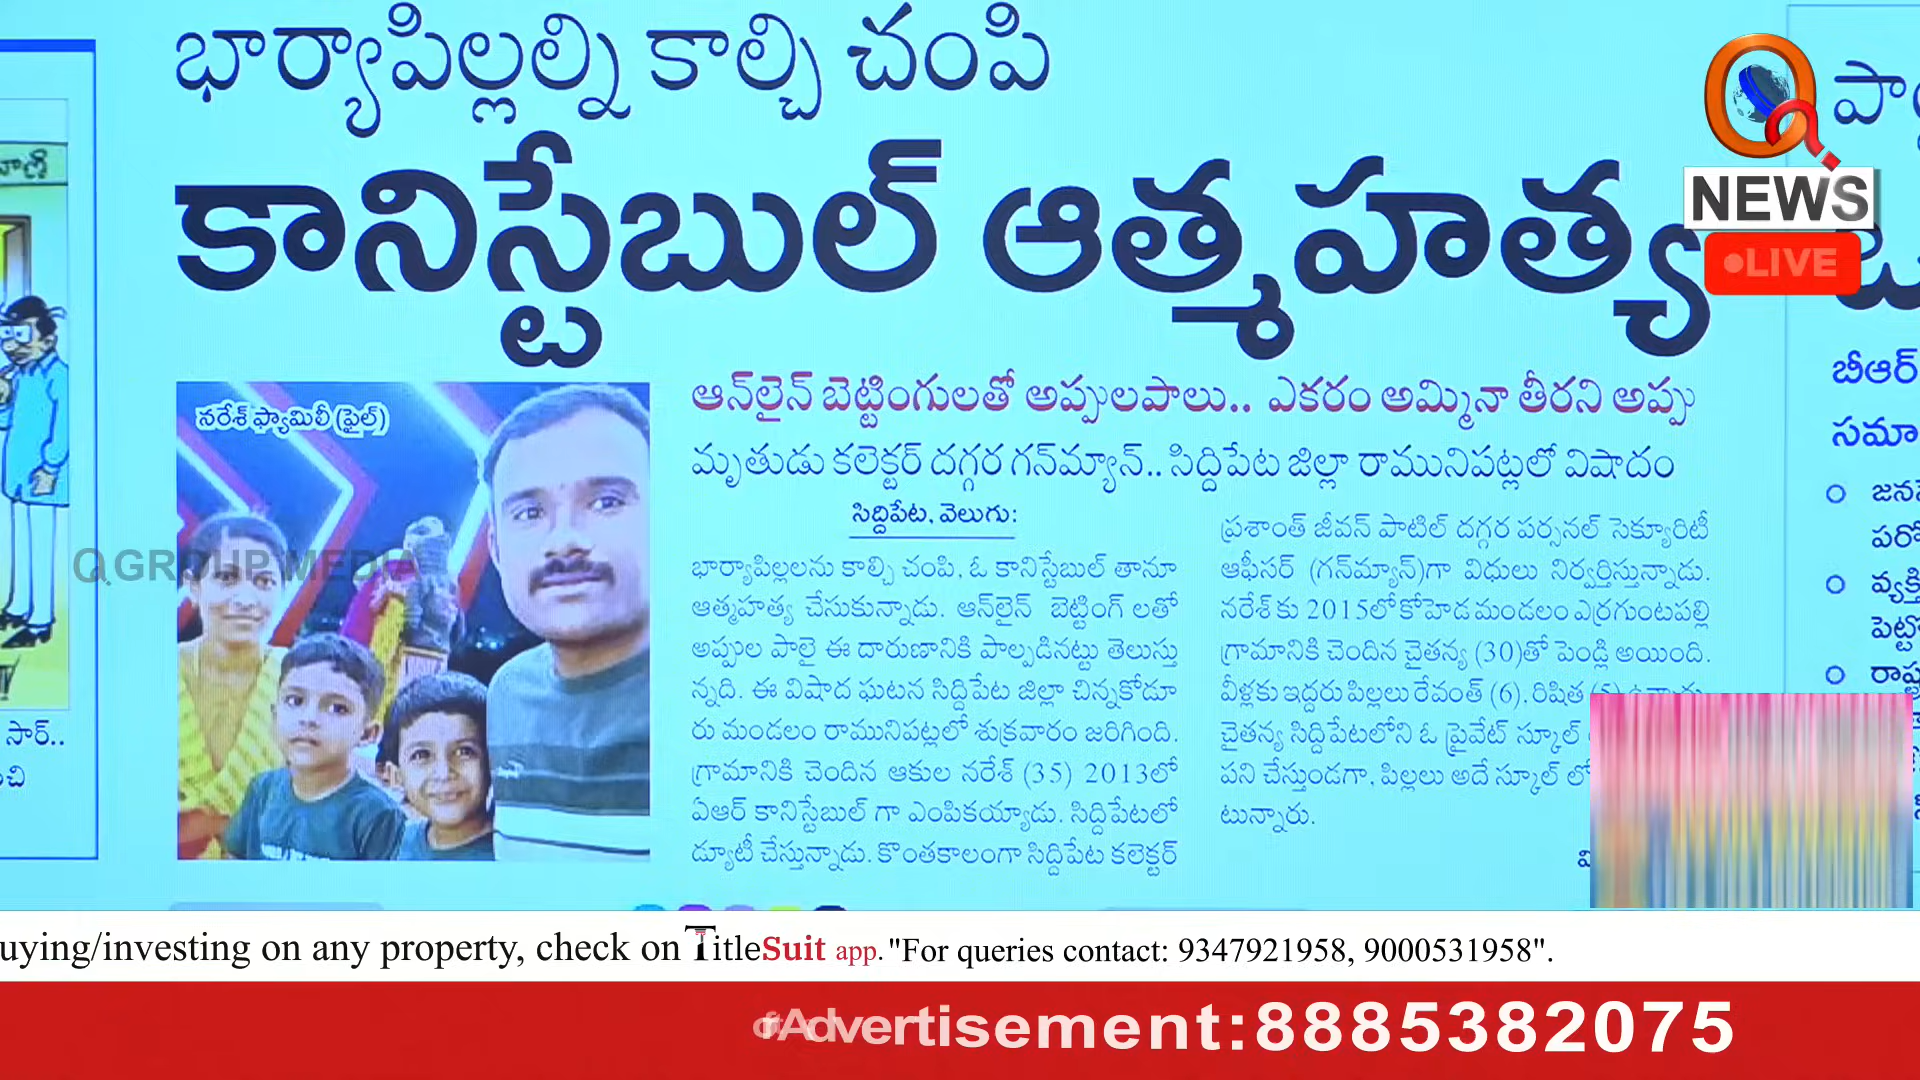 భార్యాపిల్లల్ని కాల్చి చంపి
కానిస్టేబుల్ ఆత్మహత్య
నరేశ్ ఫ్యామిలీ (ఫైల్)
ఆన్‌లైన్ బెట్టింగులతో అప్పులపాలు.. ఎకరం అమ్మినా తీరని అప్పు
మృతుడు కలెక్టర్ దగ్గర గన్‌మ్యాన్.. సిద్దిపేట జిల్లా రామునిపట్లలో విషాదం
సిద్దిపేట, వెలుగు:
భార్యాపిల్లలను కాల్చి చంపి, ఓ కానిస్టేబుల్ తానూ
ఆత్మహత్య చేసుకున్నాడు. ఆన్‌లైన్ బెట్టింగ్ లతో
అప్పుల పాలై ఈ దారుణానికి పాల్పడినట్టు తెలుస్తు
న్నది. ఈ విషాద ఘటన సిద్దిపేట జిల్లా చిన్నకోడూ
రు మండలం రామునిపట్లలో శుక్రవారం జరిగింది.
గ్రామానికి చెందిన ఆకుల నరేశ్ (35) 2013లో
ఏఆర్ కానిస్టేబుల్ గా ఎంపికయ్యాడు. సిద్దిపేటలో
డ్యూటీ చేస్తున్నాడు. కొంతకాలంగా సిద్దిపేట కలెక్టర్
ప్రశాంత్ జీవన్ పాటిల్ దగ్గర పర్సనల్ సెక్యూరిటీ
ఆఫీసర్ (గన్‌మ్యాన్)గా విధులు నిర్వర్తిస్తున్నాడు.
నరేశ్ కు 2015లో కోహెడ మండలం ఎర్రగుంటపల్లి
గ్రామానికి చెందిన చైతన్య (30)తో పెండ్లి అయింది.
వీళ్లకు ఇద్దరు పిల్లలు రేవంత్ (6), రిషిత (5) ఉన్నారు.
చైతన్య సిద్దిపేటలోని ఓ ప్రైవేట్ స్కూల్
పని చేస్తుండగా, పిల్లలు అదే స్కూల్ లో
టున్నారు.
సార్..
బీఆర్
Q NEWS
LIVE
Q GROUP MEDIA
uying/investing on any property, check on TitleSuit app. "For queries contact: 9347921958, 9000531958".
Advertisement:8885382075